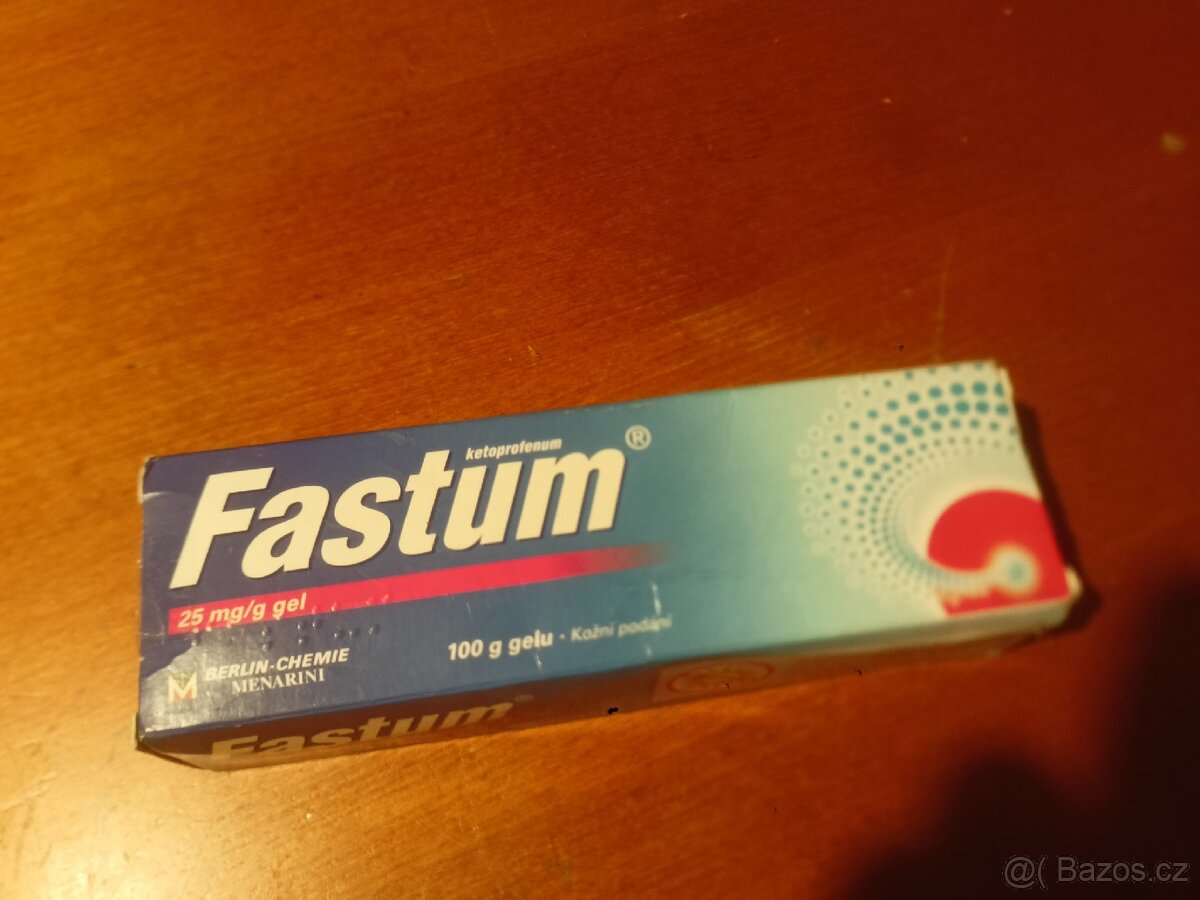 ketoprofenum
Fastum®
25 mg/g gel
100 g gelu · Kožní podání
BERLIN-CHEMIE
MENARINI
Fastum®
@( Bazos.cz